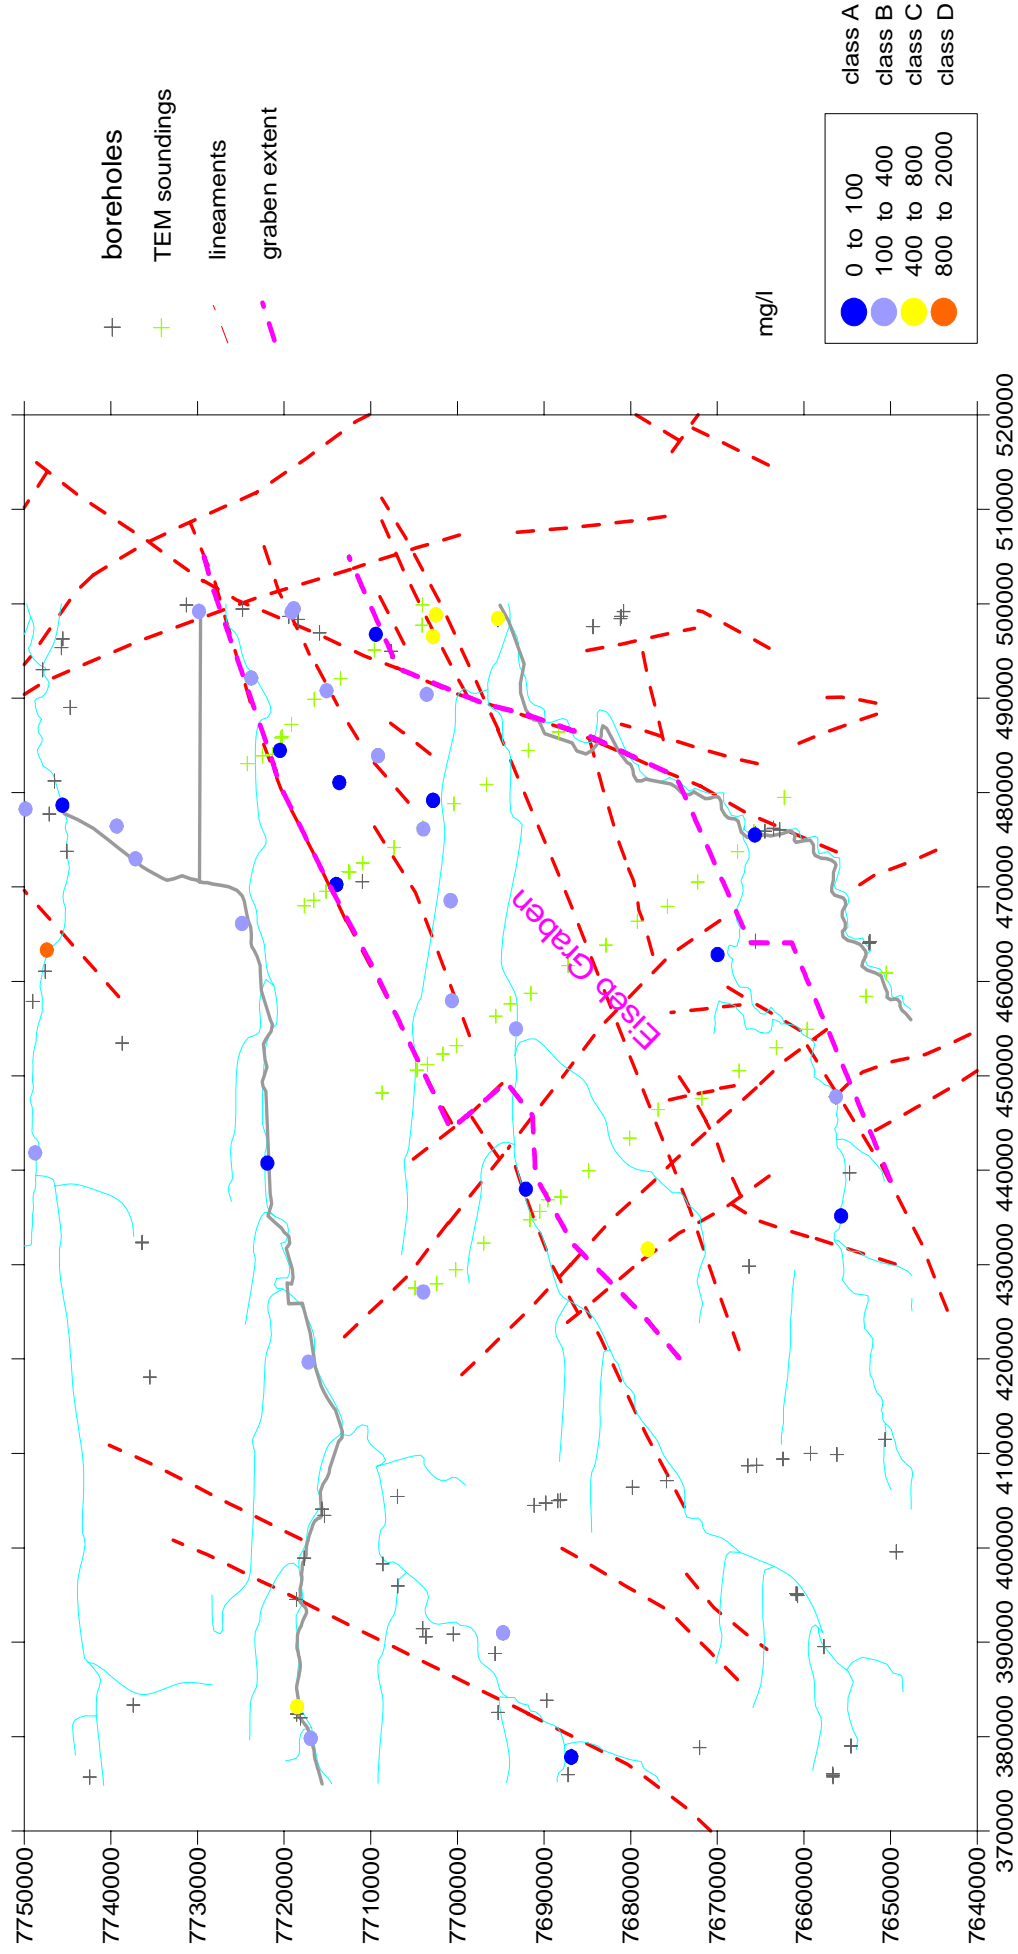 boreholes
TEM soundings
lineaments
graben extent
mg/l
0 to 100 class A
100 to 400 class B
400 to 800 class C
800 to 2000 class D
Eiseb Graben
7750000
7740000
7730000
7720000
7710000
7700000
7690000
7680000
7670000
7660000
7650000
7640000
370000
380000
390000
400000
410000
420000
430000
440000
450000
460000
470000
480000
490000
500000
510000
520000